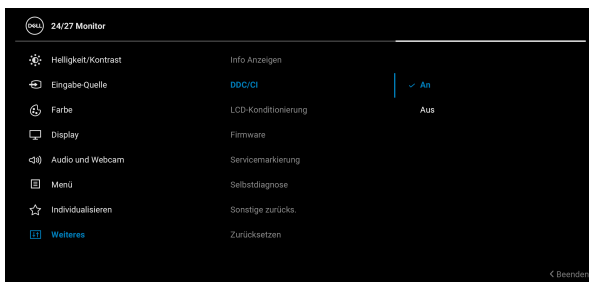 DELL 24/27 Monitor
Helligkeit/Kontrast Info Anzeigen
Eingabe-Quelle DDC/CI An
Farbe LCD-Konditionierung Aus
Display Firmware
Audio und Webcam Servicemarkierung
Menü Selbstdiagnose
Individualisieren Sonstige zurücks.
Weiteres Zurücksetzen
Beenden